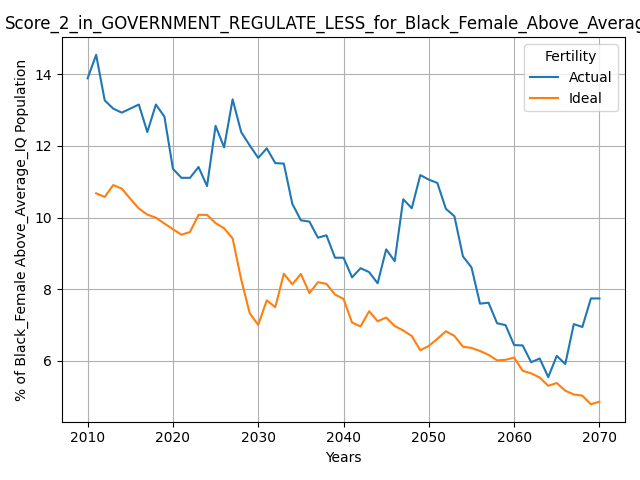 Score_2_in_GOVERNMENT_REGULATE_LESS_for_Black_Female_Above_Averag
% of Black_Female Above_Average_IQ Population
14
12
10
8
6
Fertility
Actual
Ideal
2010 2020 2030 2040 2050 2060 2070
Years